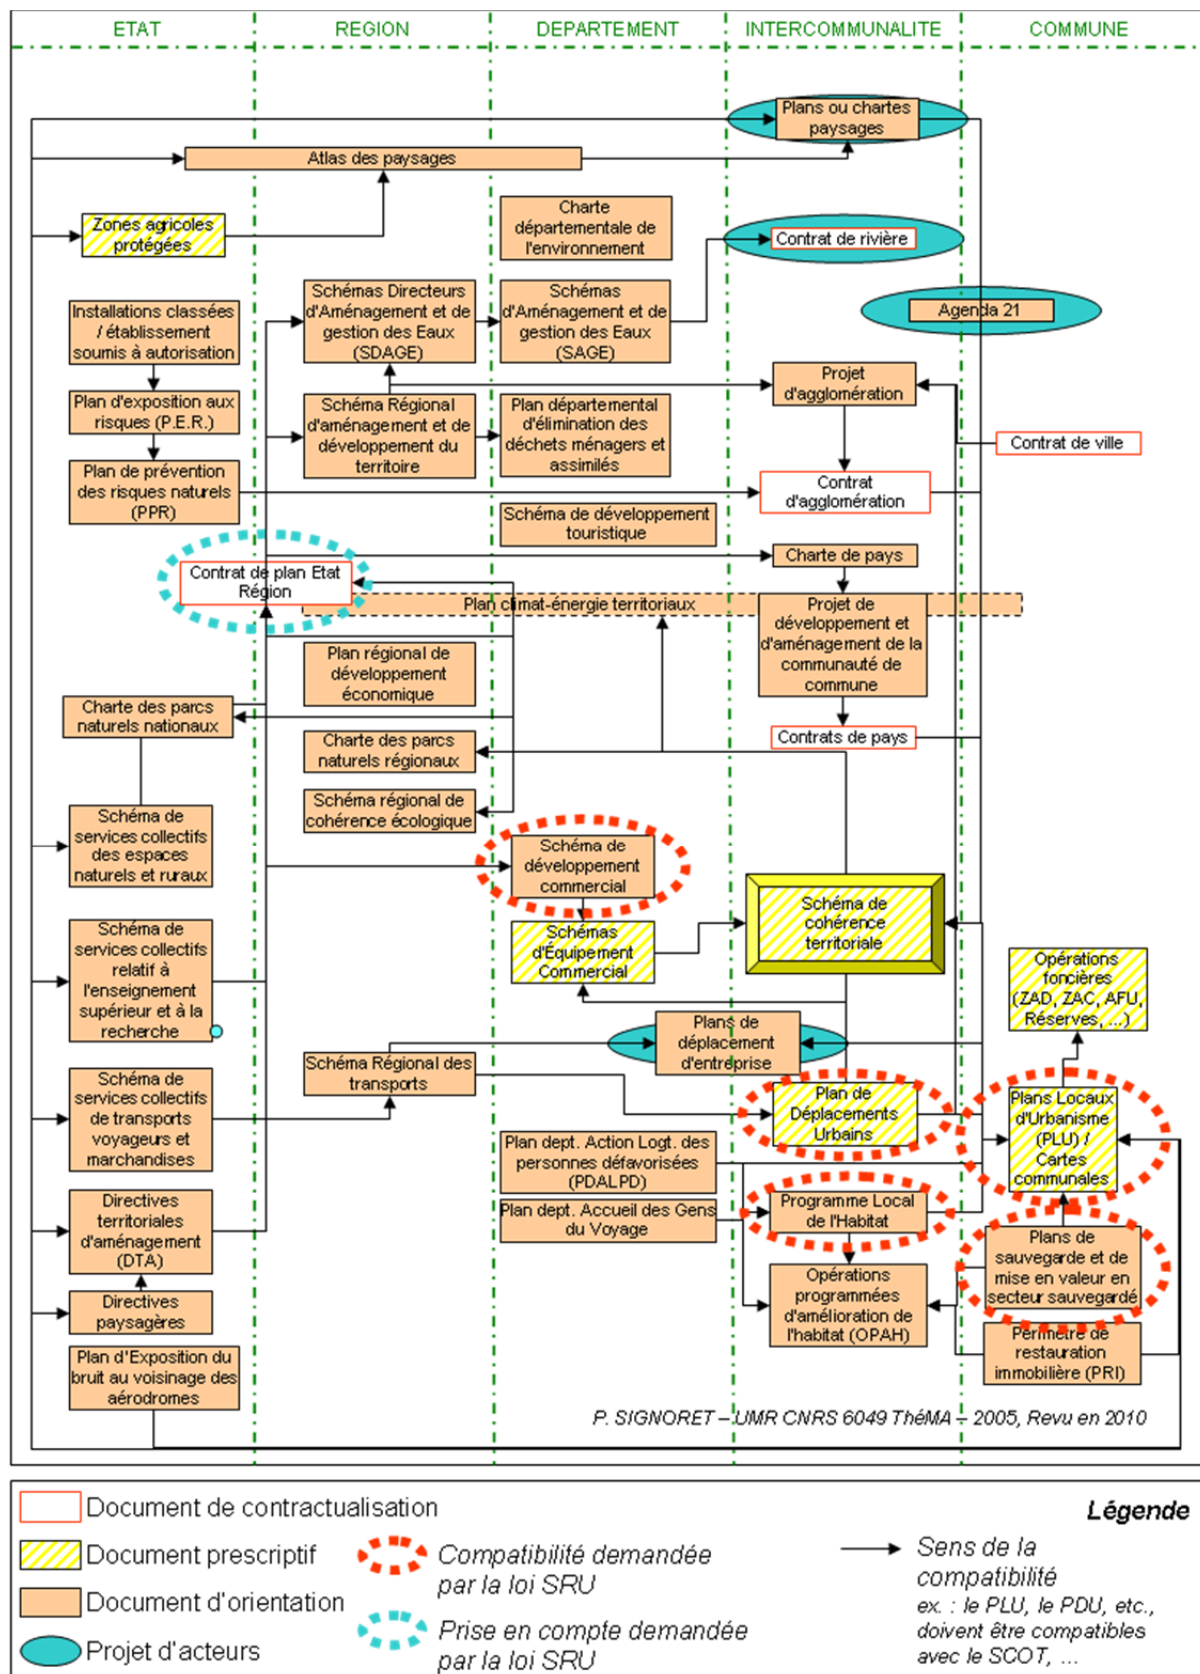 ETAT
REGION
DEPARTEMENT
INTERCOMMUNALITE
COMMUNE
Plans ou chartes
paysages
Atlas des paysages
Zones agricoles
protégées
Charte
départementale de
l'environnement
Contrat de rivière
Installations classées
/ établissement
soumis à autorisation
Schémas Directeurs
d'Aménagement et de
gestion des Eaux
(SDAGE)
Schémas
d'Aménagement et de
gestion des Eaux
(SAGE)
Agenda 21
Plan d'exposition aux
risques (P.E.R.)
Schéma Régional
d'aménagement et de
développement du
territoire
Plan départemental
d'élimination des
déchets ménagers et
assimilés
Projet
d'agglomération
Contrat de ville
Plan de prévention
des risques naturels
(PPR)
Contrat
d'agglomération
Schéma de développement
touristique
Contrat de plan Etat
Région
Charte de pays
Plan climat-énergie territoriaux
Projet de
développement et
d'aménagement de la
communauté de
commune
Plan régional de
développement
économique
Charte des parcs
naturels nationaux
Charte des parcs
naturels régionaux
Contrats de pays
Schéma régional de
cohérence écologique
Schéma de
services collectifs
des espaces
naturels et ruraux
Schéma de
développement
commercial
Schéma de
services collectifs
relatif à
l'enseignement
supérieur et à la
recherche
Schémas
d'Équipement
Commercial
Schéma de
cohérence
territoriale
Opérations
foncières
(ZAD, ZAC, AFU,
Réserves, ...)
Plans de
déplacement
d'entreprise
Schéma Régional des
transports
Schéma de
services collectifs
de transports
voyageurs et
marchandises
Plan de
Déplacements
Urbains
Plans Locaux
d'Urbanisme
(PLU) /
Cartes
communales
Plan dept. Action Logt. des
personnes défavorisées
(PDALPD)
Plan dept. Accueil des Gens
du Voyage
Programme Local
de l'Habitat
Directives
territoriales
d'aménagement
(DTA)
Plans de
sauvegarde et de
mise en valeur en
secteur sauvegardé
Directives
paysagères
Opérations
programmées
d'amélioration de
l'habitat (OPAH)
Périmètre de
restauration
immobilière (PRI)
Plan d'Exposition du
bruit au voisinage des
aérodromes
P. SIGNORET – UMR CNRS 6049 ThéMA – 2005, Revu en 2010
Légende
Document de contractualisation
Document prescriptif
Document d'orientation
Projet d'acteurs
Compatibilité demandée
par la loi SRU
Prise en compte demandée
par la loi SRU
Sens de la
compatibilité
ex. : le PLU, le PDU, etc.,
doivent être compatibles
avec le SCOT, ...